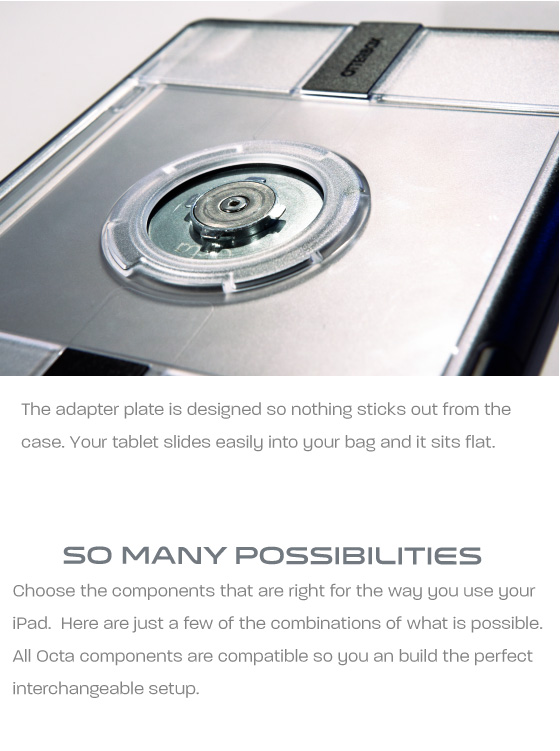 OTTERBOX
The adapter plate is designed so nothing sticks out from the
case. Your tablet slides easily into your bag and it sits flat.
SO MANY POSSIBILITIES
Choose the components that are right for the way you use your
iPad. Here are just a few of the combinations of what is possible.
All Octa components are compatible so you an build the perfect
interchangeable setup.